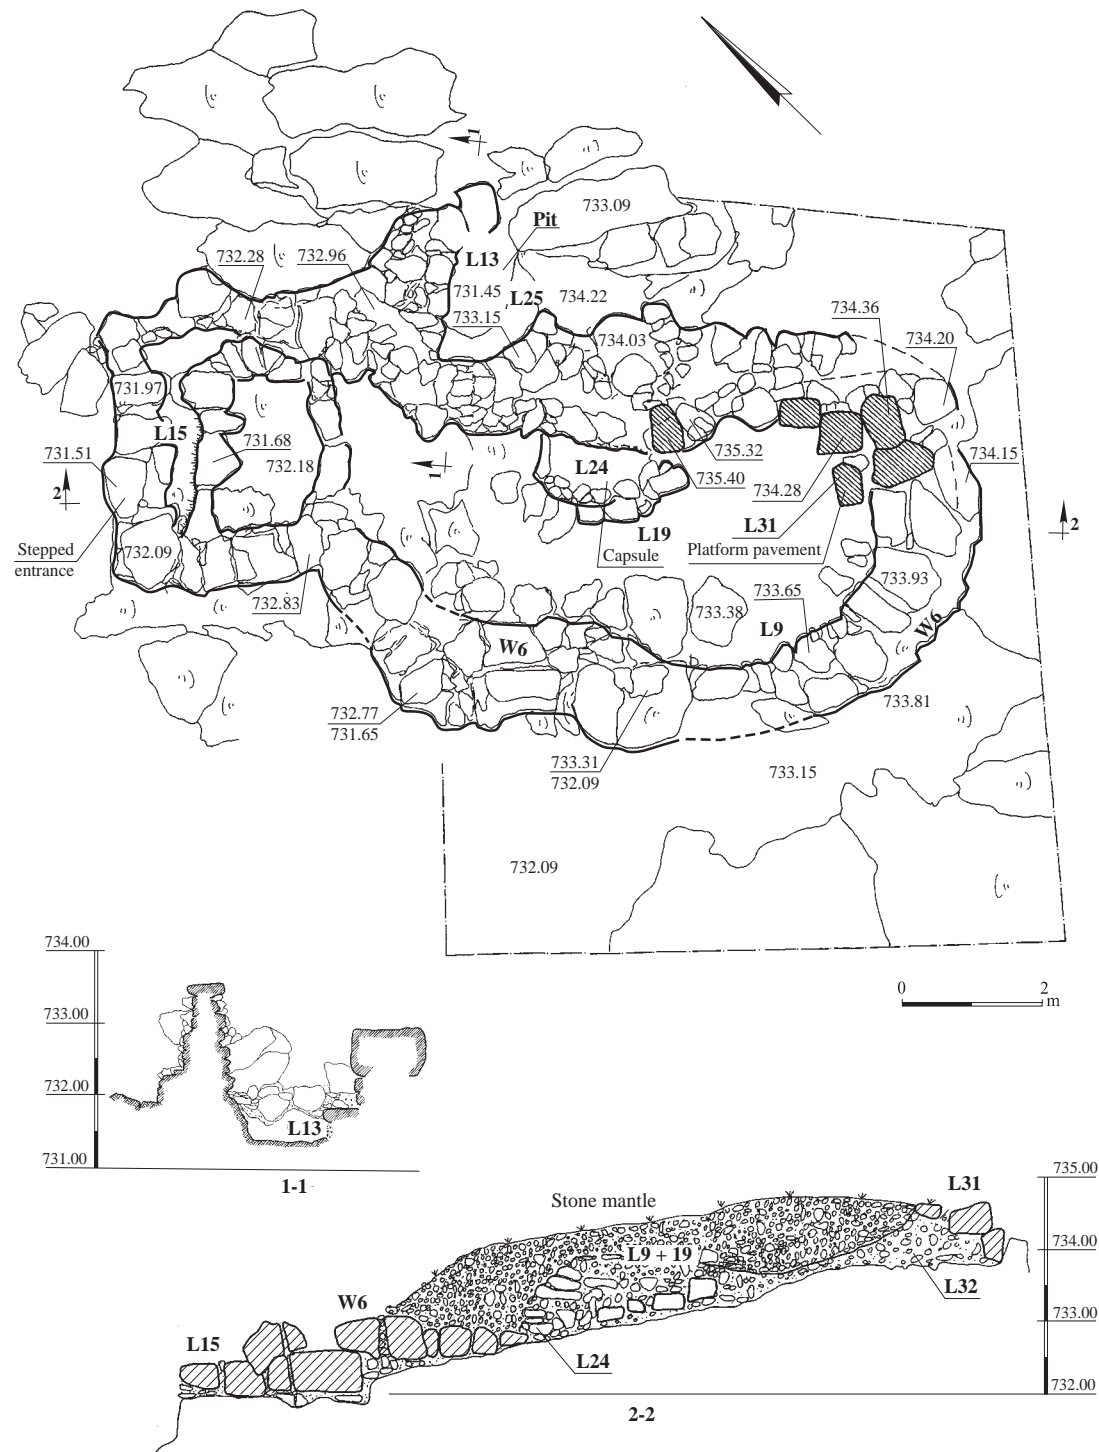 1
733.09
Pit
732.28
732.96
L13
731.45
L25
734.22
733.15
734.36
734.03
734.20
731.97
L15
731.68
731.51
732.18
1
L24
735.32
734.15
2
735.40
734.28
L19
L31
2
Stepped
entrance
732.09
Capsule
Platform pavement
732.83
733.38
733.65
733.93
W6
L9
W6
732.77
731.65
733.81
733.31
732.09
733.15
732.09
734.00
0 2
m
733.00
732.00
L13
731.00
1-1
735.00
L31
Stone mantle
734.00
L9 + 19
L32
W6
733.00
L15
L24
732.00
2-2